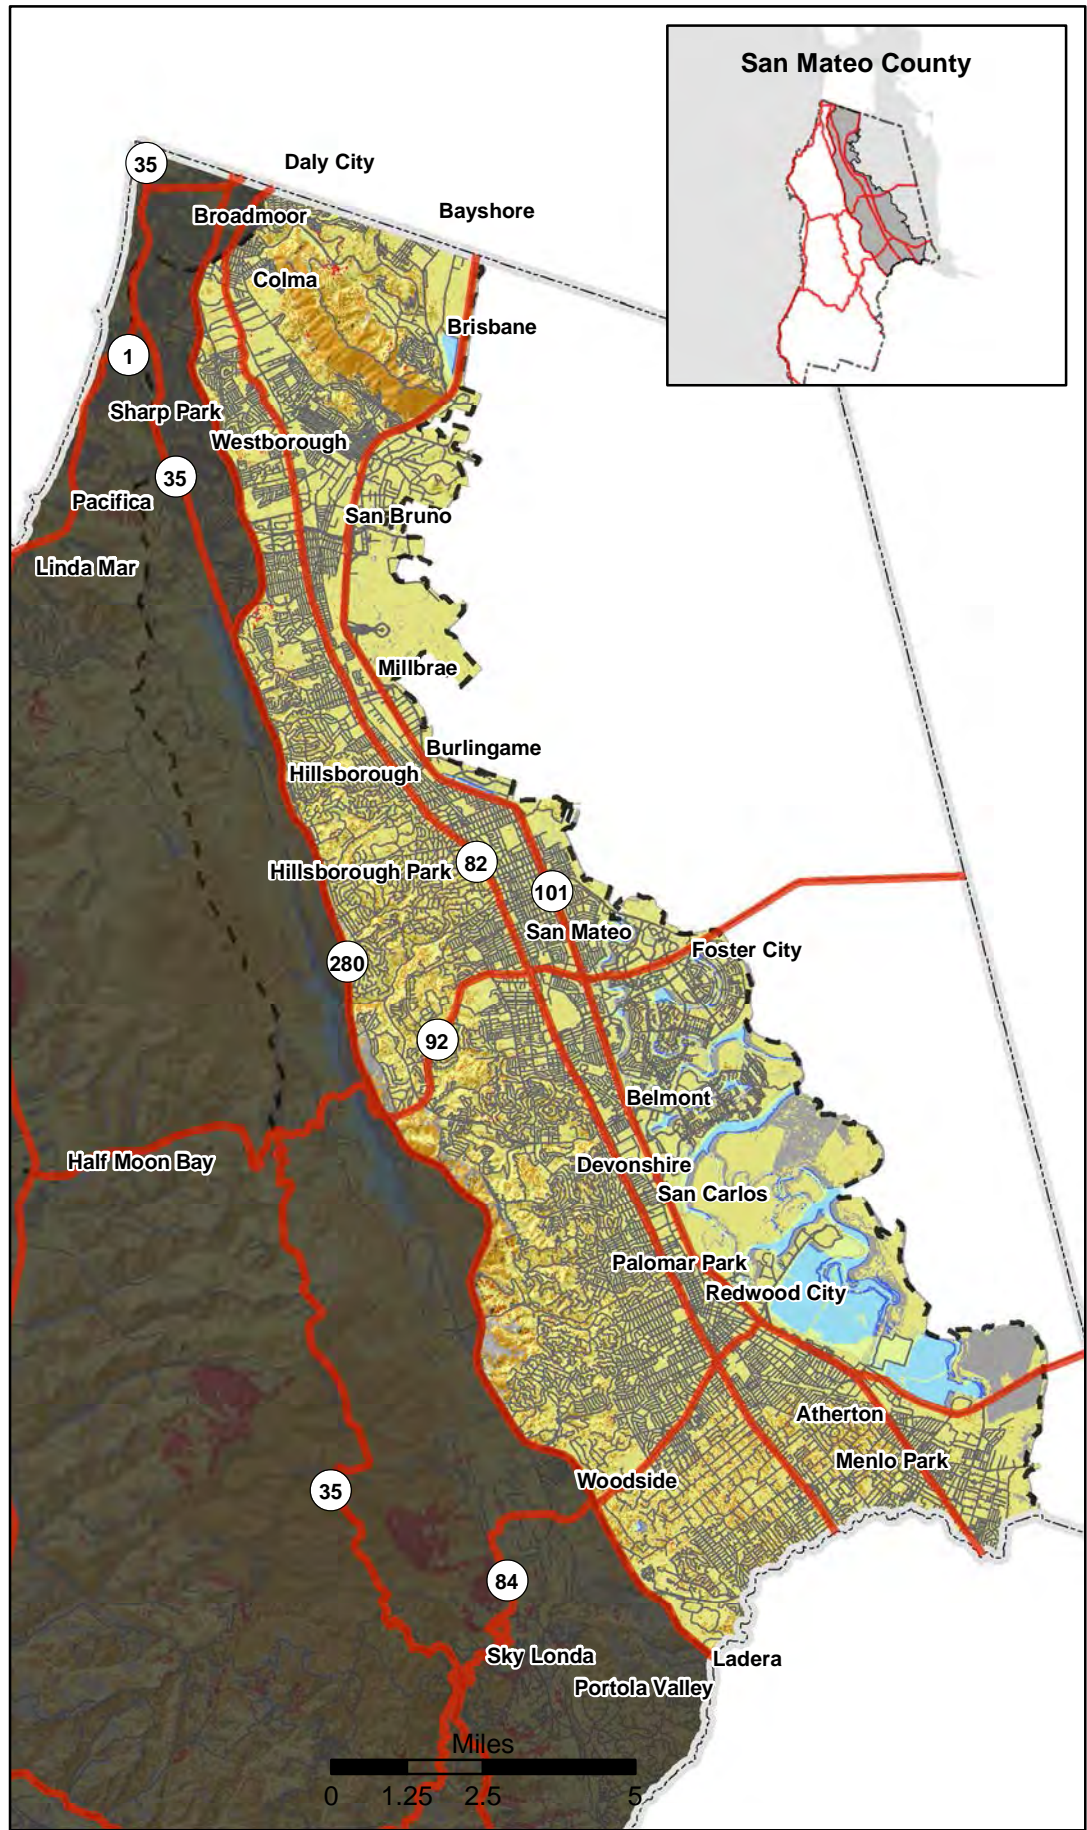 San Mateo County
35
Daly City
Broadmoor
Bayshore
Colma
Brisbane
1
Sharp Park
Westborough
35
Pacifica
San Bruno
Linda Mar
Millbrae
Burlingame
Hillsborough
Hillsborough Park
82
101
San Mateo
Foster City
280
92
Belmont
Half Moon Bay
Devonshire
San Carlos
Palomar Park
Redwood City
Atherton
Menlo Park
Woodside
35
84
Sky Londa
Ladera
Portola Valley
Miles
0 1.25 2.5 5